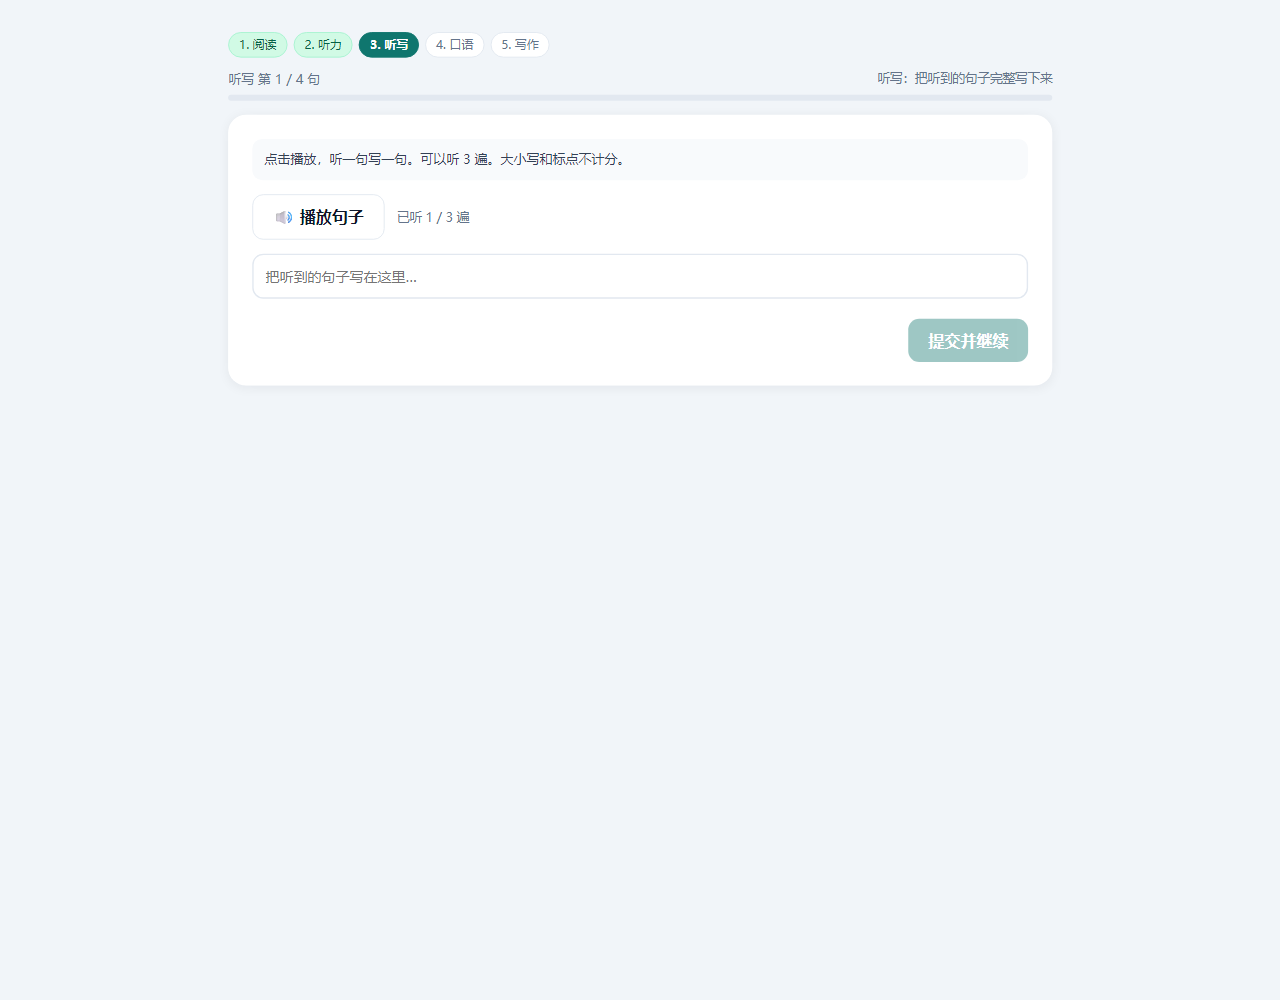 1. 阅读
2. 听力
3. 听写
4. 口语
5. 写作
听写 第 1 / 4 句
听写：把听到的句子完整写下来
点击播放，听一句写一句。可以听 3 遍。大小写和标点不计分。
播放句子
已听 1 / 3 遍
把听到的句子写在这里...
提交并继续